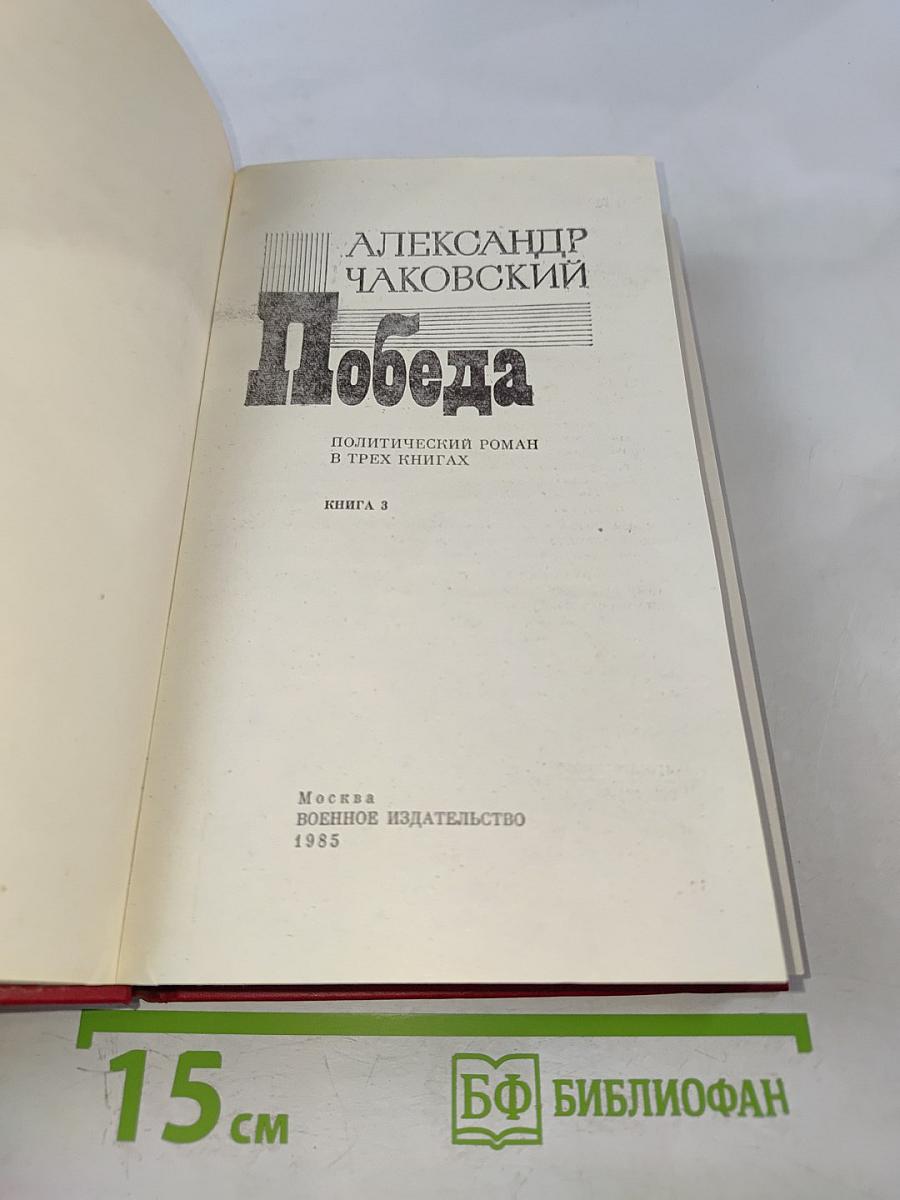 АЛЕКСАНДР
ЧАКОВСКИЙ
Победа
ПОЛИТИЧЕСКИЙ РОМАН
В ТРЕХ КНИГАХ
КНИГА 3
Москва
ВОЕННОЕ ИЗДАТЕЛЬСТВО
1985
15 см
БФ БИБЛИОФАН